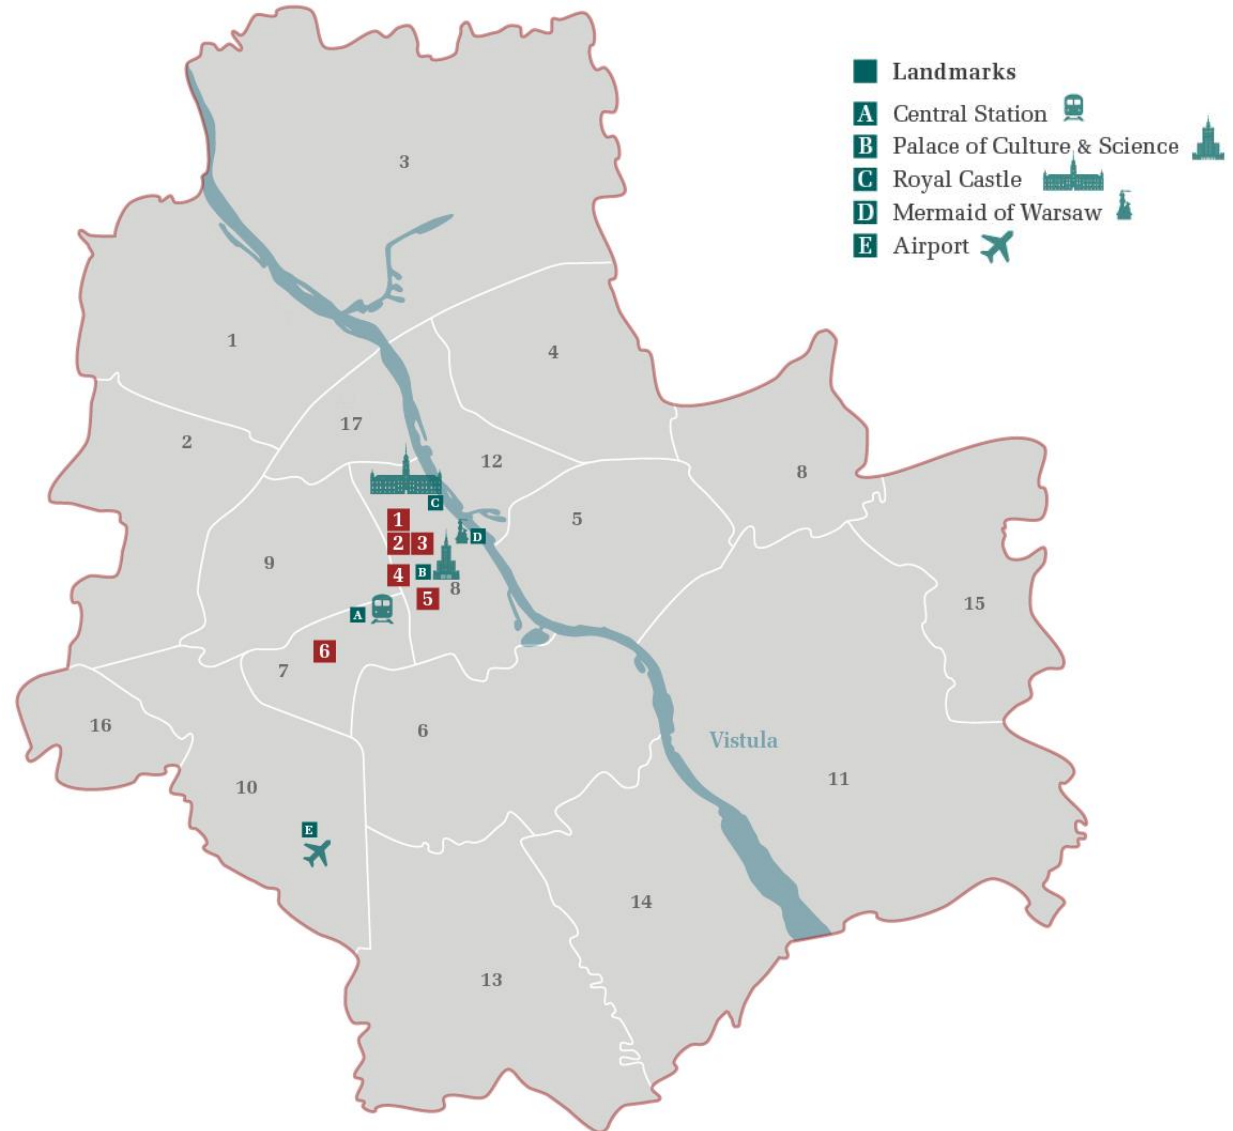 Landmarks
A Central Station
B Palace of Culture & Science
C Royal Castle
D Mermaid of Warsaw
E Airport
3
1
4
17
2
12
8
C
1
5
D
2 3
9
4 B
8
5
15
A
6
7
16
6
Vistula
11
10
E
14
13